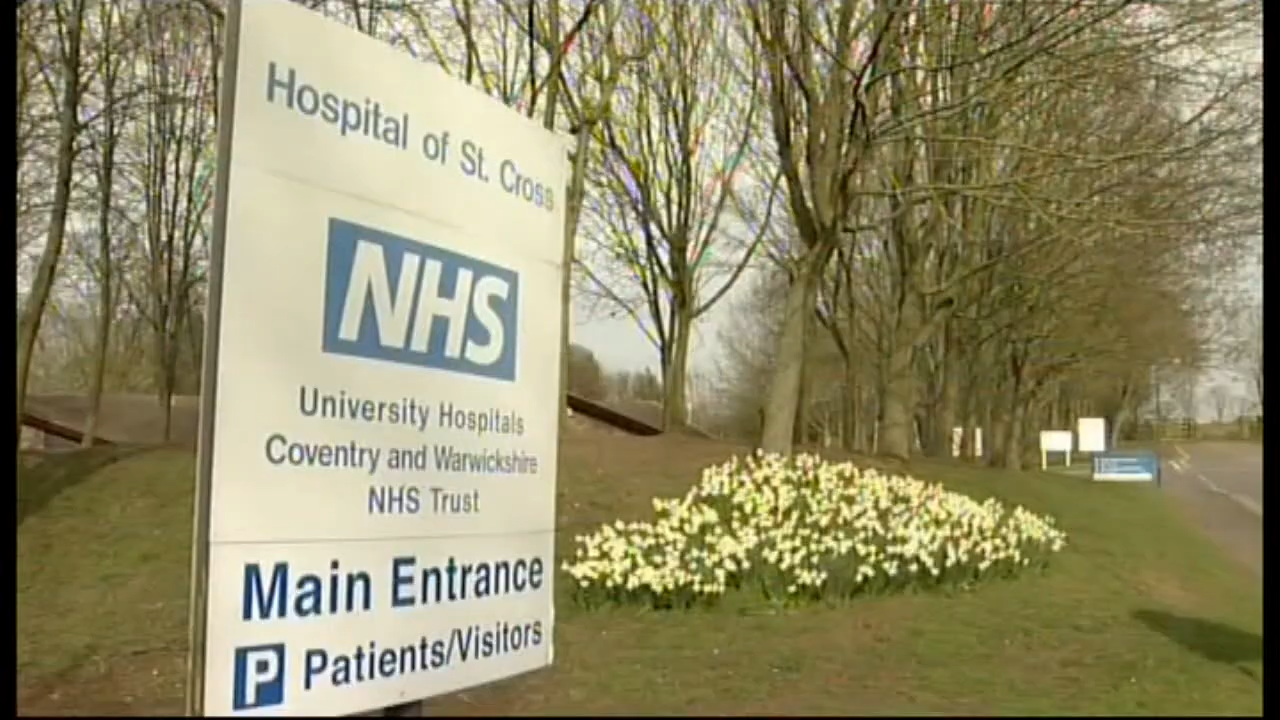 Hospital of St. Cross
NHS
University Hospitals
Coventry and Warwickshire
NHS Trust
Main Entrance
P Patients/Visitors